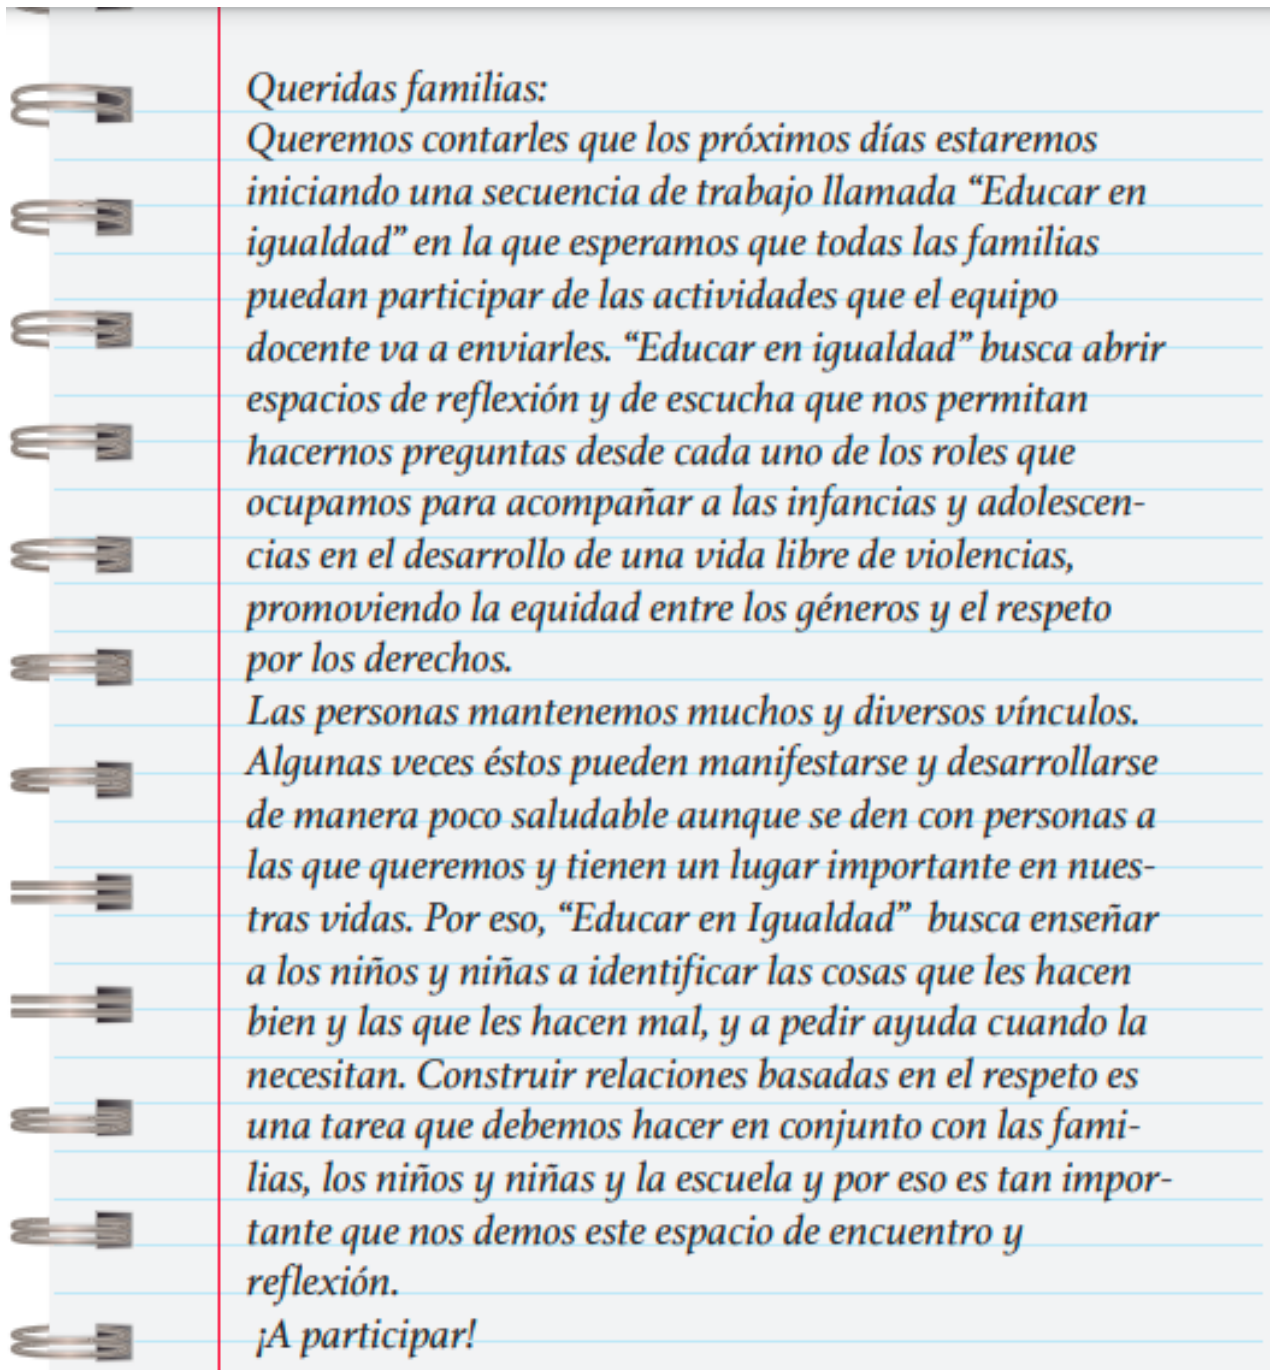 Queridas familias:
Queremos contarles que los próximos días estaremos
iniciando una secuencia de trabajo llamada “Educar en
igualdad” en la que esperamos que todas las familias
puedan participar de las actividades que el equipo
docente va a enviarles. “Educar en igualdad” busca abrir
espacios de reflexión y de escucha que nos permitan
hacernos preguntas desde cada uno de los roles que
ocupamos para acompañar a las infancias y adolescen-
cias en el desarrollo de una vida libre de violencias,
promoviendo la equidad entre los géneros y el respeto
por los derechos.
Las personas mantenemos muchos y diversos vínculos.
Algunas veces éstos pueden manifestarse y desarrollarse
de manera poco saludable aunque se den con personas a
las que queremos y tienen un lugar importante en nues-
tras vidas. Por eso, “Educar en Igualdad” busca enseñar
a los niños y niñas a identificar las cosas que les hacen
bien y las que les hacen mal, y a pedir ayuda cuando la
necesitan. Construir relaciones basadas en el respeto es
una tarea que debemos hacer en conjunto con las fami-
lias, los niños y niñas y la escuela y por eso es tan impor-
tante que nos demos este espacio de encuentro y
reflexión.
¡A participar!